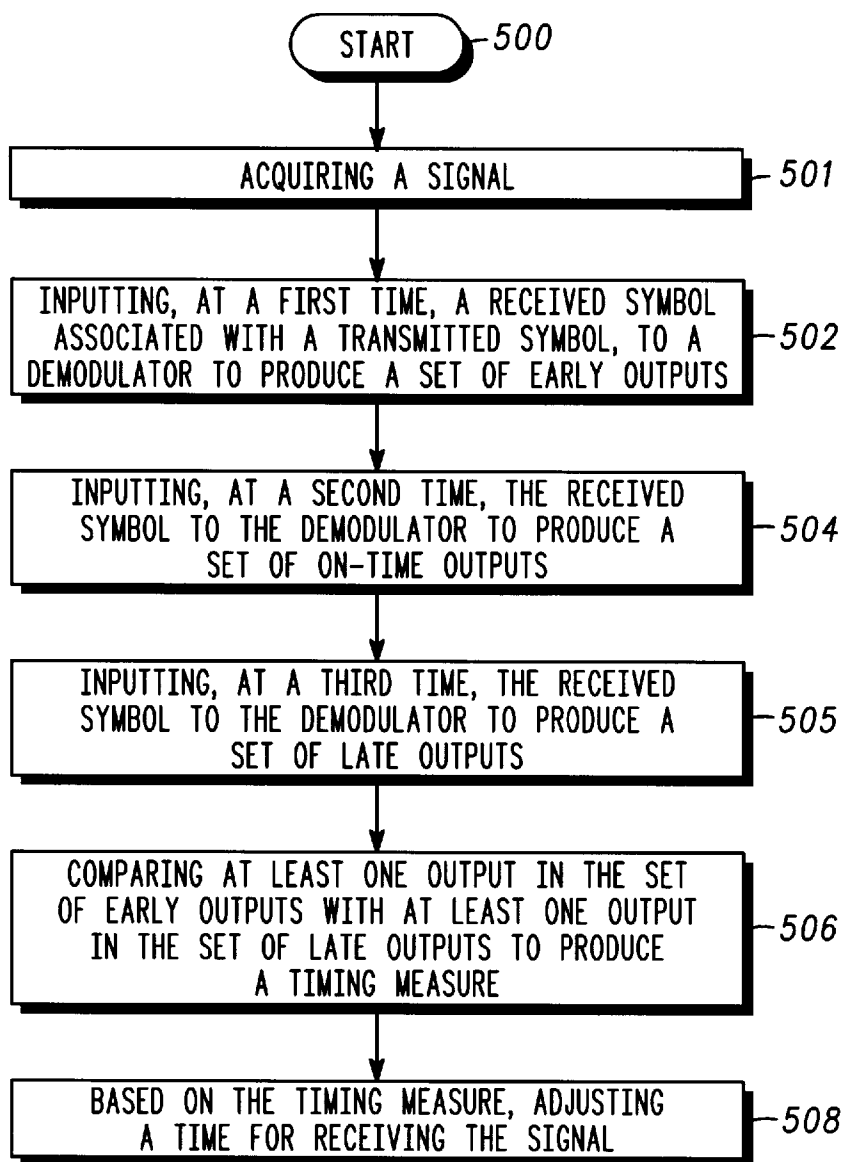 START
500
ACQUIRING A SIGNAL
501
INPUTTING, AT A FIRST TIME, A RECEIVED SYMBOL
ASSOCIATED WITH A TRANSMITTED SYMBOL, TO A
DEMODULATOR TO PRODUCE A SET OF EARLY OUTPUTS
502
INPUTTING, AT A SECOND TIME, THE RECEIVED
SYMBOL TO THE DEMODULATOR TO PRODUCE A
SET OF ON-TIME OUTPUTS
504
INPUTTING, AT A THIRD TIME, THE RECEIVED
SYMBOL TO THE DEMODULATOR TO PRODUCE A
SET OF LATE OUTPUTS
505
COMPARING AT LEAST ONE OUTPUT IN THE SET
OF EARLY OUTPUTS WITH AT LEAST ONE OUTPUT
IN THE SET OF LATE OUTPUTS TO PRODUCE
A TIMING MEASURE
506
BASED ON THE TIMING MEASURE, ADJUSTING
A TIME FOR RECEIVING THE SIGNAL
508